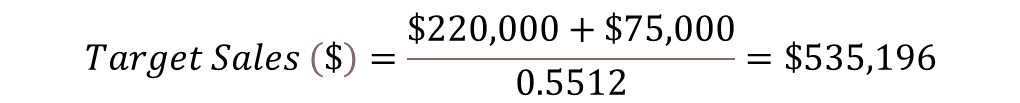 Target Sales ($) = $220,000 + $75,000 / 0.5512 = $535,196